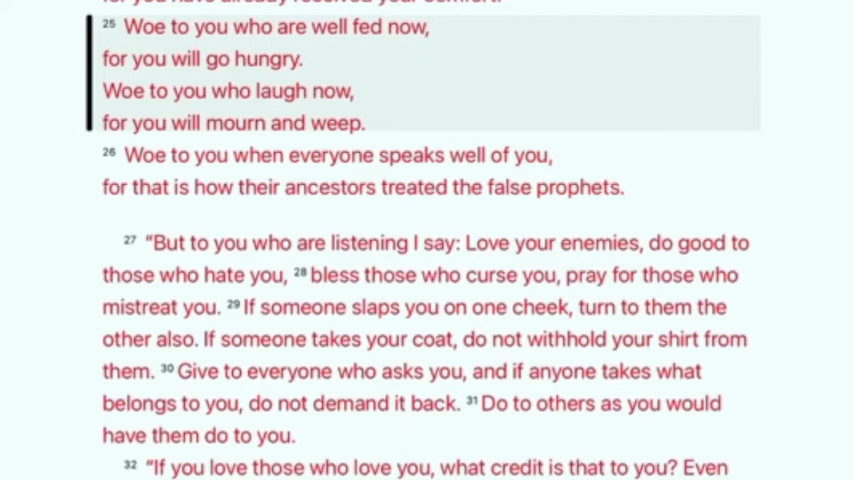 for you have already received your comfort.
25 Woe to you who are well fed now,
for you will go hungry.
Woe to you who laugh now,
for you will mourn and weep.
26 Woe to you when everyone speaks well of you,
for that is how their ancestors treated the false prophets.
27 “But to you who are listening I say: Love your enemies, do good to
those who hate you, 28 bless those who curse you, pray for those who
mistreat you. 29 If someone slaps you on one cheek, turn to them the
other also. If someone takes your coat, do not withhold your shirt from
them. 30 Give to everyone who asks you, and if anyone takes what
belongs to you, do not demand it back. 31 Do to others as you would
have them do to you.
32 “If you love those who love you, what credit is that to you? Even